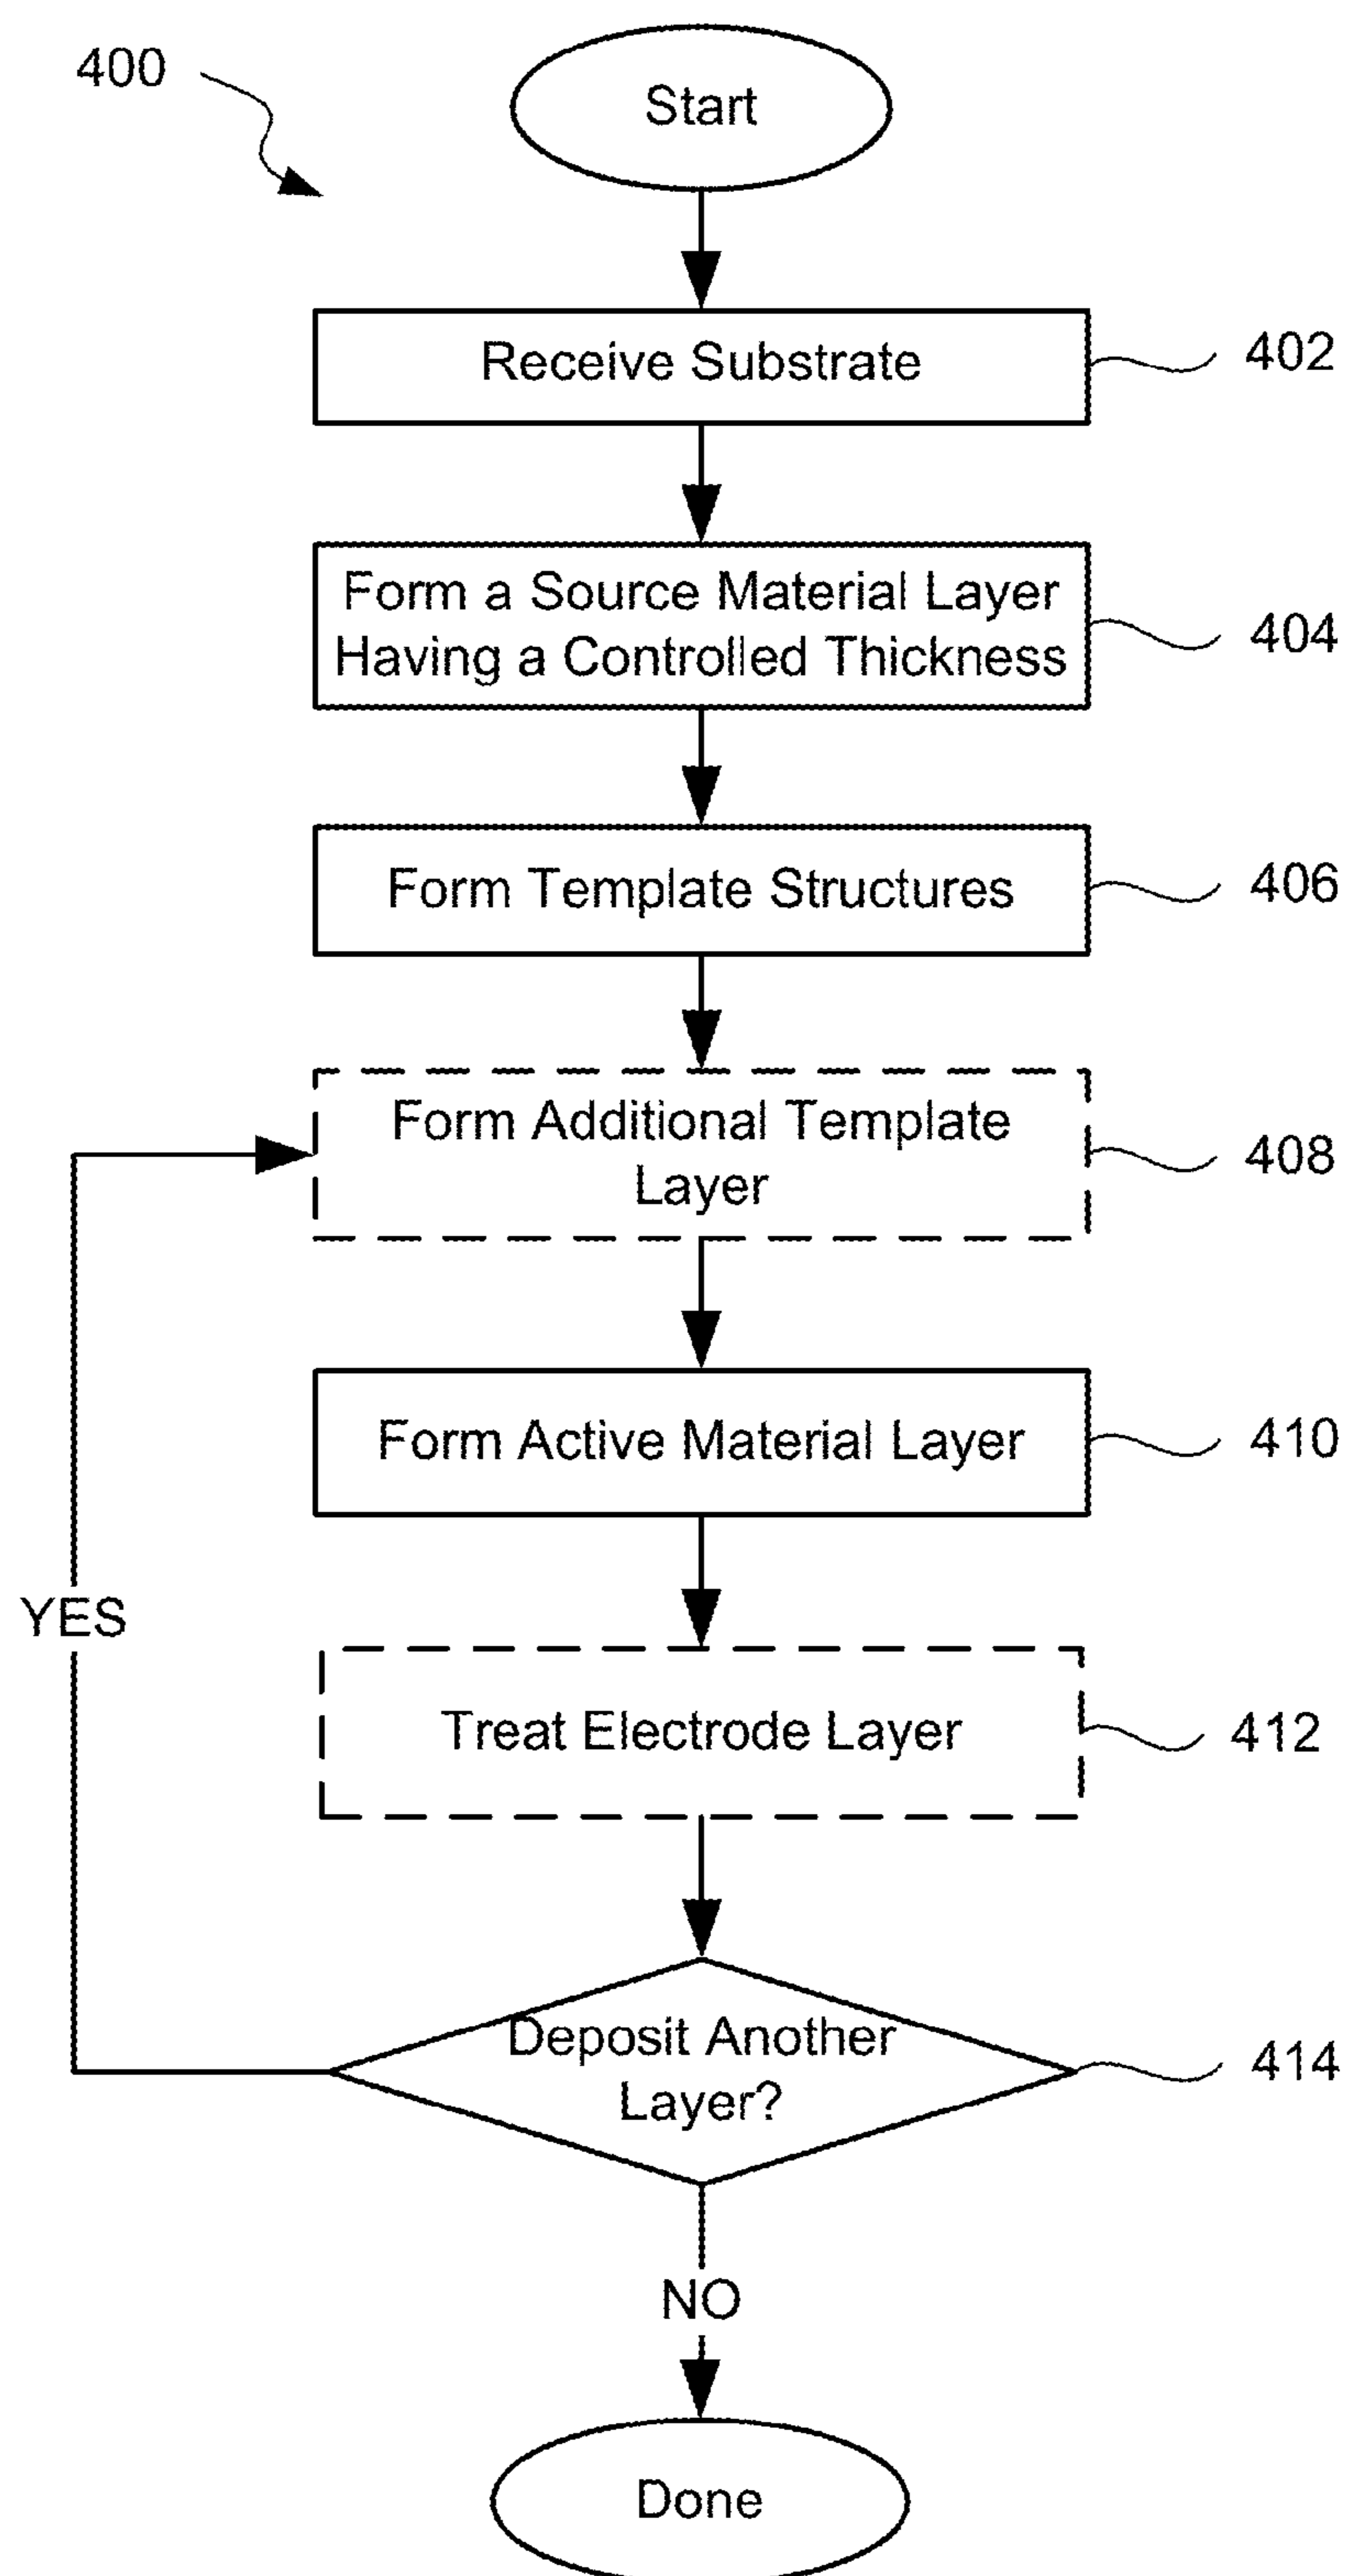 400
Start
Receive Substrate
402
Form a Source Material Layer
Having a Controlled Thickness
404
Form Template Structures
406
Form Additional Template
Layer
408
Form Active Material Layer
410
YES
Treat Electrode Layer
412
Deposit Another
Layer?
414
NO
Done